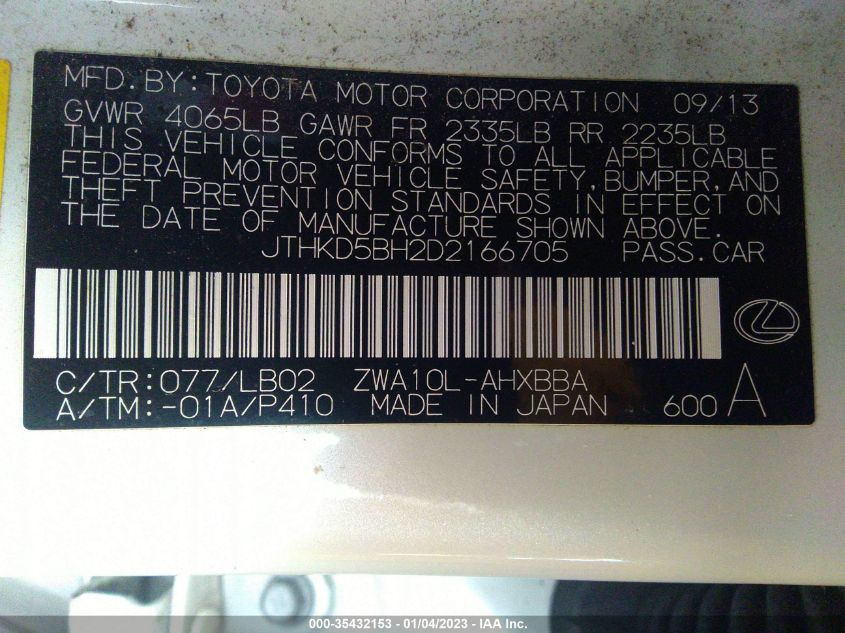 MFD.BY:TOYOTA MOTOR CORPORATION 09/13
GVWR 4065LB GAWR FR 2335LB RR 2235LB
THIS VEHICLE CONFORMS TO ALL APPLICABLE
FEDERAL MOTOR VEHICLE SAFETY,BUMPER,AND
THEFT PREVENTION STANDARDS IN EFFECT ON
THE DATE OF MANUFACTURE SHOWN ABOVE.
JTHKD5BH2D2166705 PASS.CAR
C/TR:077/LB02 ZWA10L-AHXBBA
A/TM:-01A/P410 MADE IN JAPAN 600 A
000-35432153 - 01/04/2023 - IAA Inc.